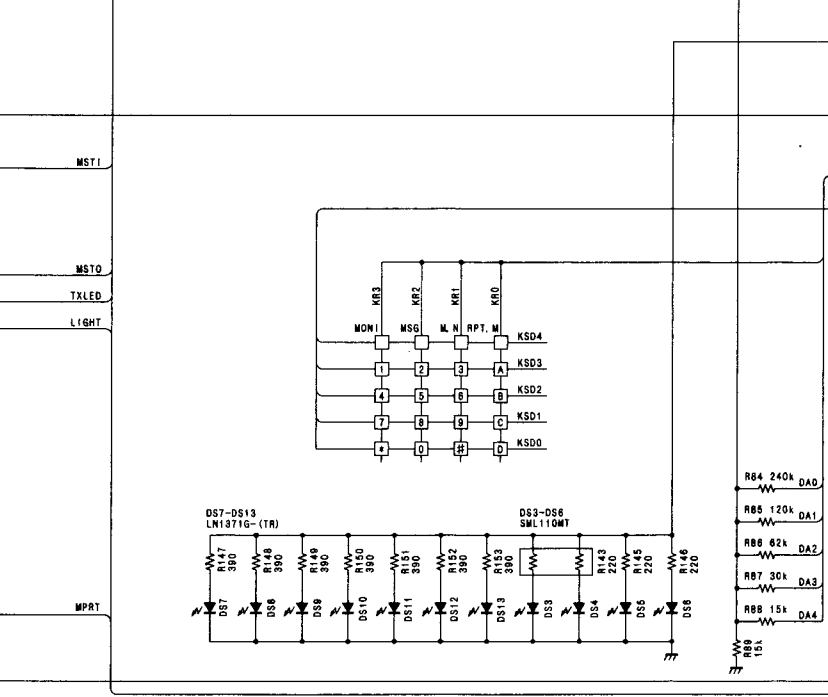 MSTI
MSTO
TXLED
LIGHT
MPRT
KR3
KR2
KR1
KR0
MONI MSG M.N RPT.M
KSD4
1 2 3 A KSD3
4 5 6 B KSD2
7 8 9 C KSD1
* 0 # D KSD0
DS7-DS13
LN1371G-(TR)
DS3-DS6
SML110MT
R147
390
R148
390
R149
390
R150
390
R151
390
R152
390
R153
390
R143
220
R145
220
R146
220
DS7
DS8
DS9
DS10
DS11
DS12
DS13
DS3
DS4
DS5
DS6
R84 240k DA0
R85 120k DA1
R86 62k DA2
R87 30k DA3
R88 15k DA4
R89
15k